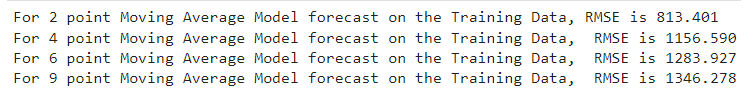 For 2 point Moving Average Model forecast on the Training Data, RMSE is 813.401
For 4 point Moving Average Model forecast on the Training Data,  RMSE is 1156.590
For 6 point Moving Average Model forecast on the Training Data,  RMSE is 1283.927
For 9 point Moving Average Model forecast on the Training Data,  RMSE is 1346.278